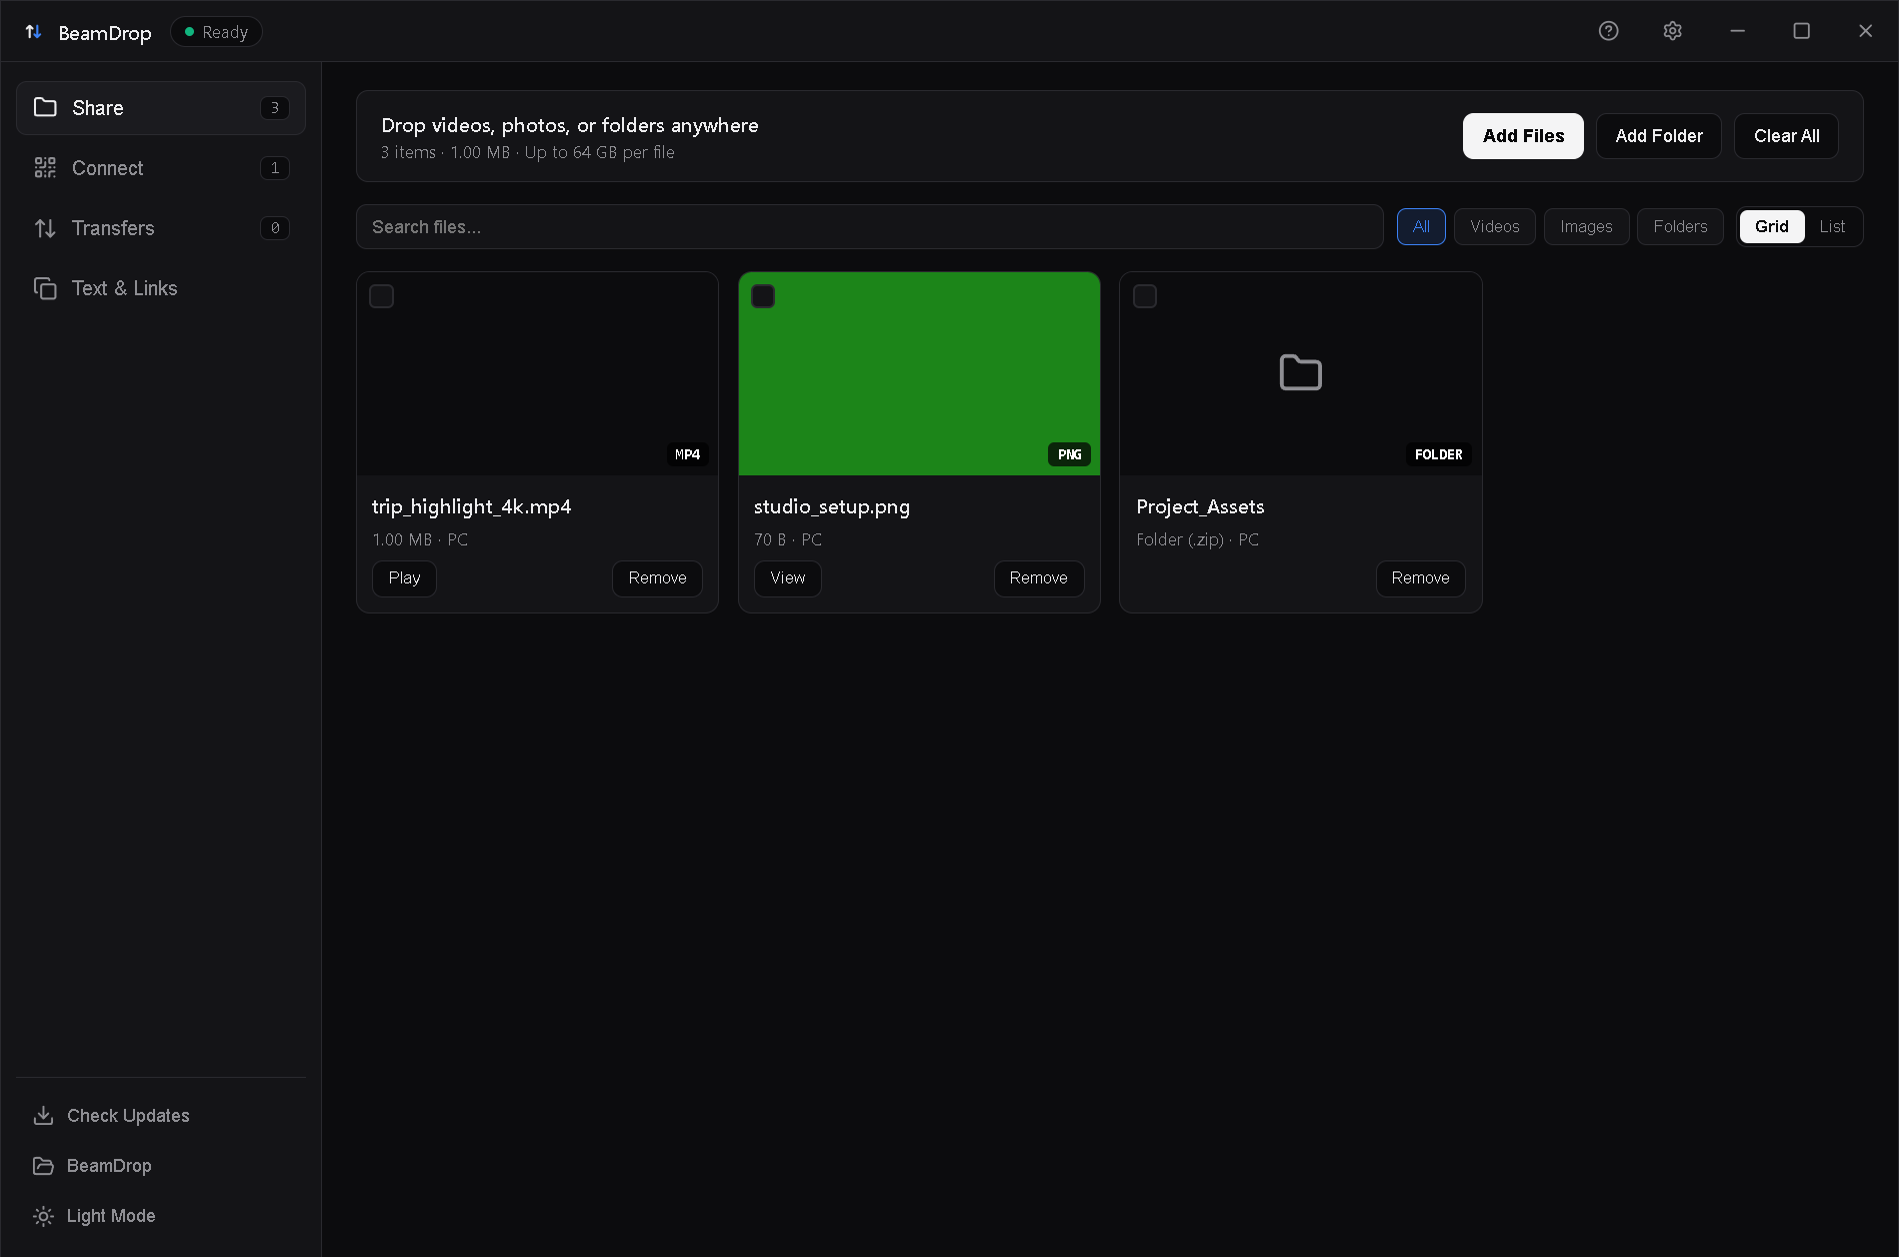 BeamDrop
Ready
Share 3
Connect 1
Transfers 0
Text & Links
Drop videos, photos, or folders anywhere
3 items · 1.00 MB · Up to 64 GB per file
Add Files
Add Folder
Clear All
Search files...
All
Videos
Images
Folders
Grid
List
MP4
trip_highlight_4k.mp4
1.00 MB · PC
Play
Remove
PNG
studio_setup.png
70 B · PC
View
Remove
FOLDER
Project_Assets
Folder (.zip) · PC
Remove
Check Updates
BeamDrop
Light Mode